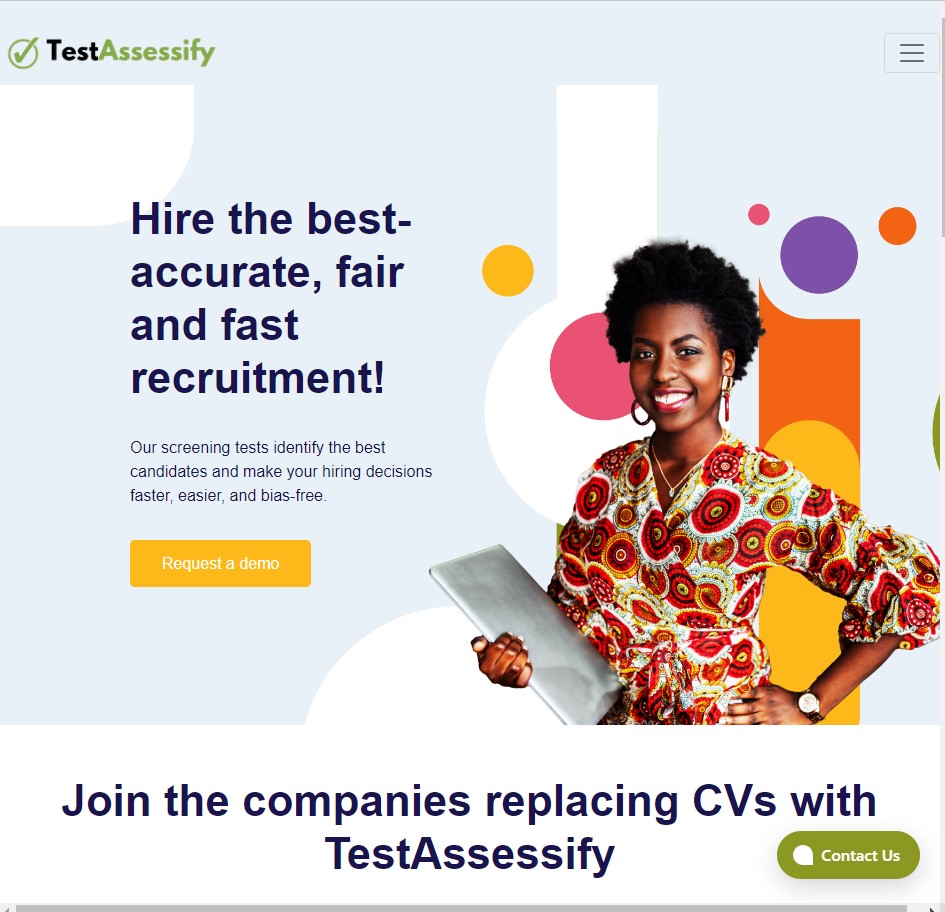 TestAssessify
Hire the best-
accurate, fair
and fast
recruitment!
Our screening tests identify the best
candidates and make your hiring decisions
faster, easier, and bias-free.
Request a demo
Join the companies replacing CVs with
TestAssessify
Contact Us